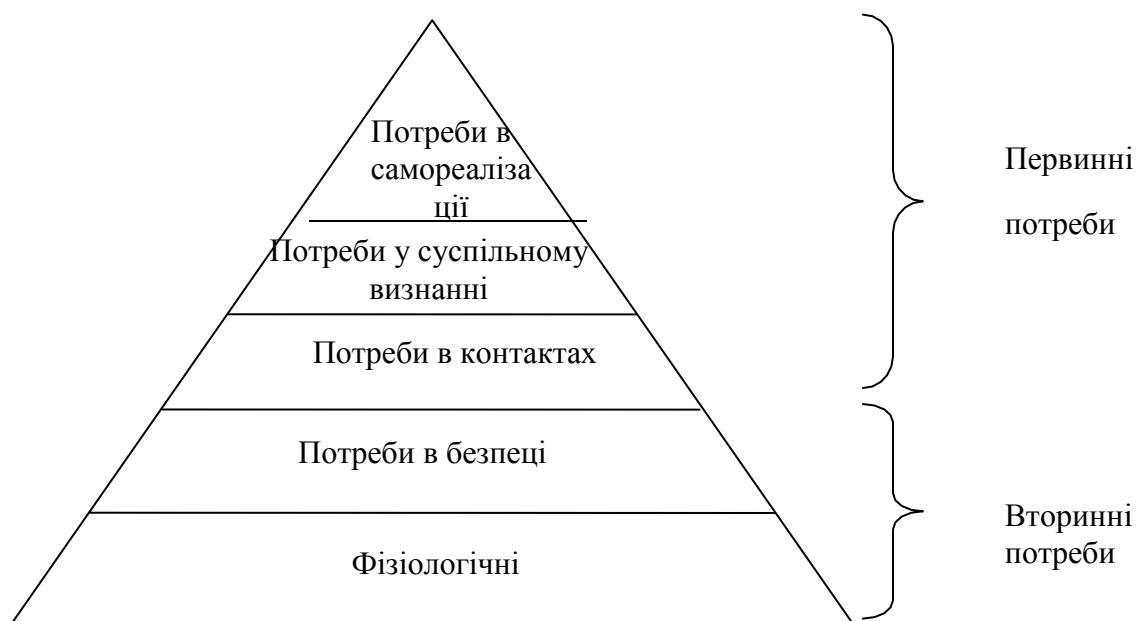 Потреби в
самореаліза
ції
Потреби у суспільному
визнанні
Потреби в контактах
Потреби в безпеці
Фізіологічні
Первинні
потреби
Вторинні
потреби